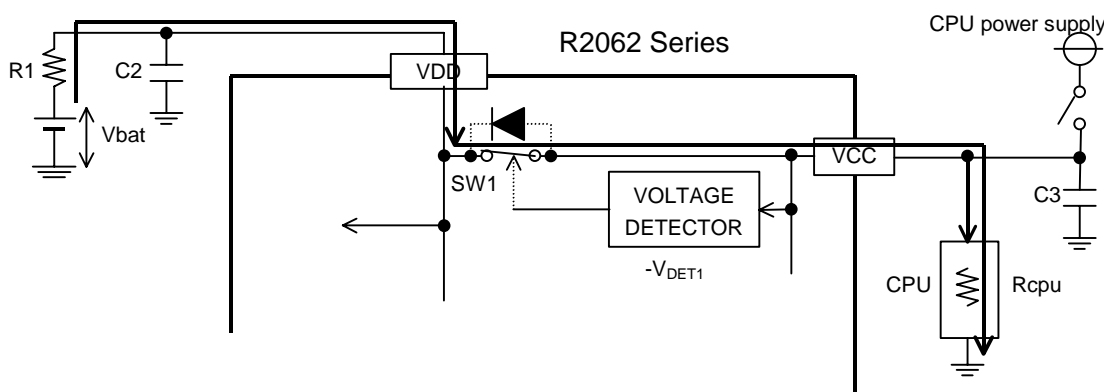 CPU power supply
R2062 Series
R1
C2
VDD
Vbat
VCC
SW1
VOLTAGE
DETECTOR
C3
-VDET1
CPU
Rcpu